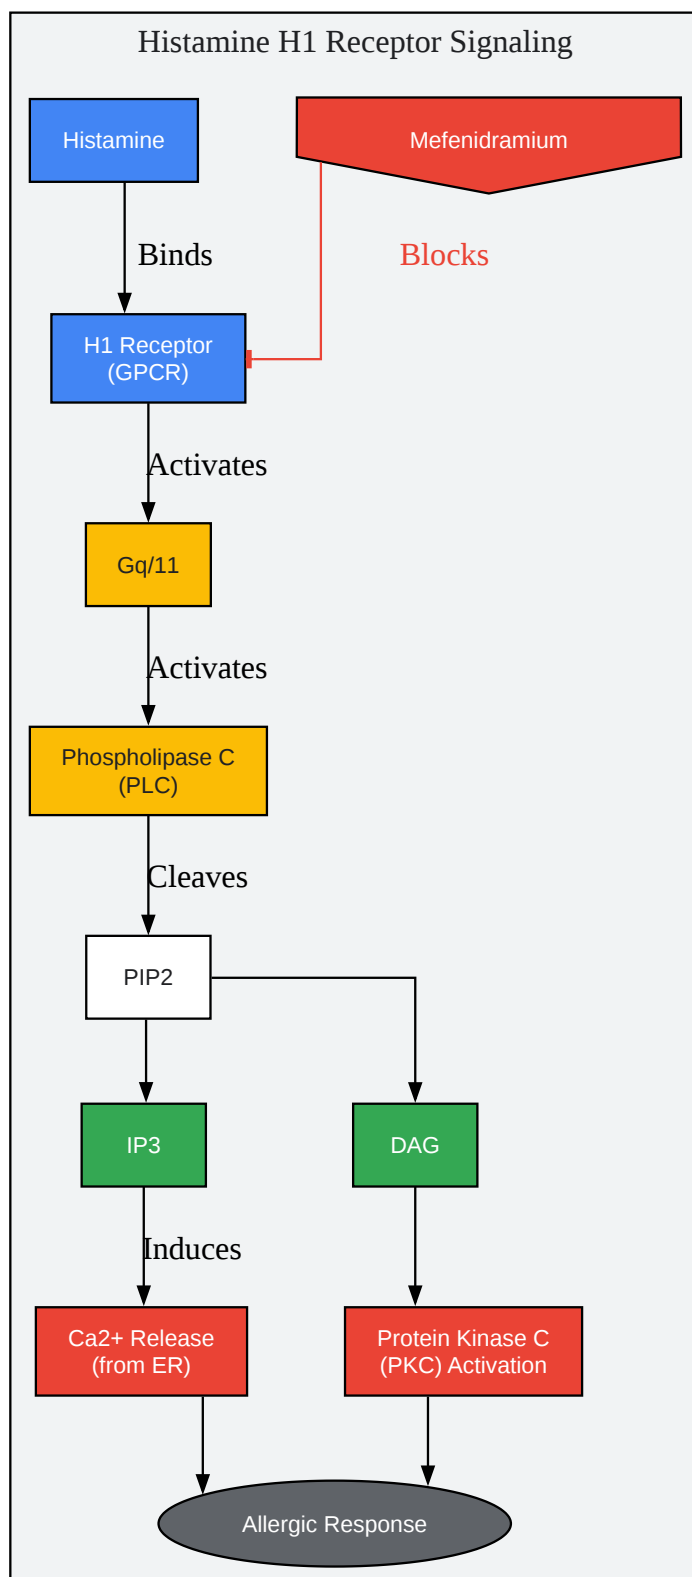 Histamine H1 Receptor Signaling
Histamine
Mefenidramium
Binds
Blocks
H1 Receptor
(GPCR)
Activates
Gq/11
Activates
Phospholipase C
(PLC)
Cleaves
PIP2
IP3
DAG
Induces
Ca2+ Release
(from ER)
Protein Kinase C
(PKC) Activation
Allergic Response